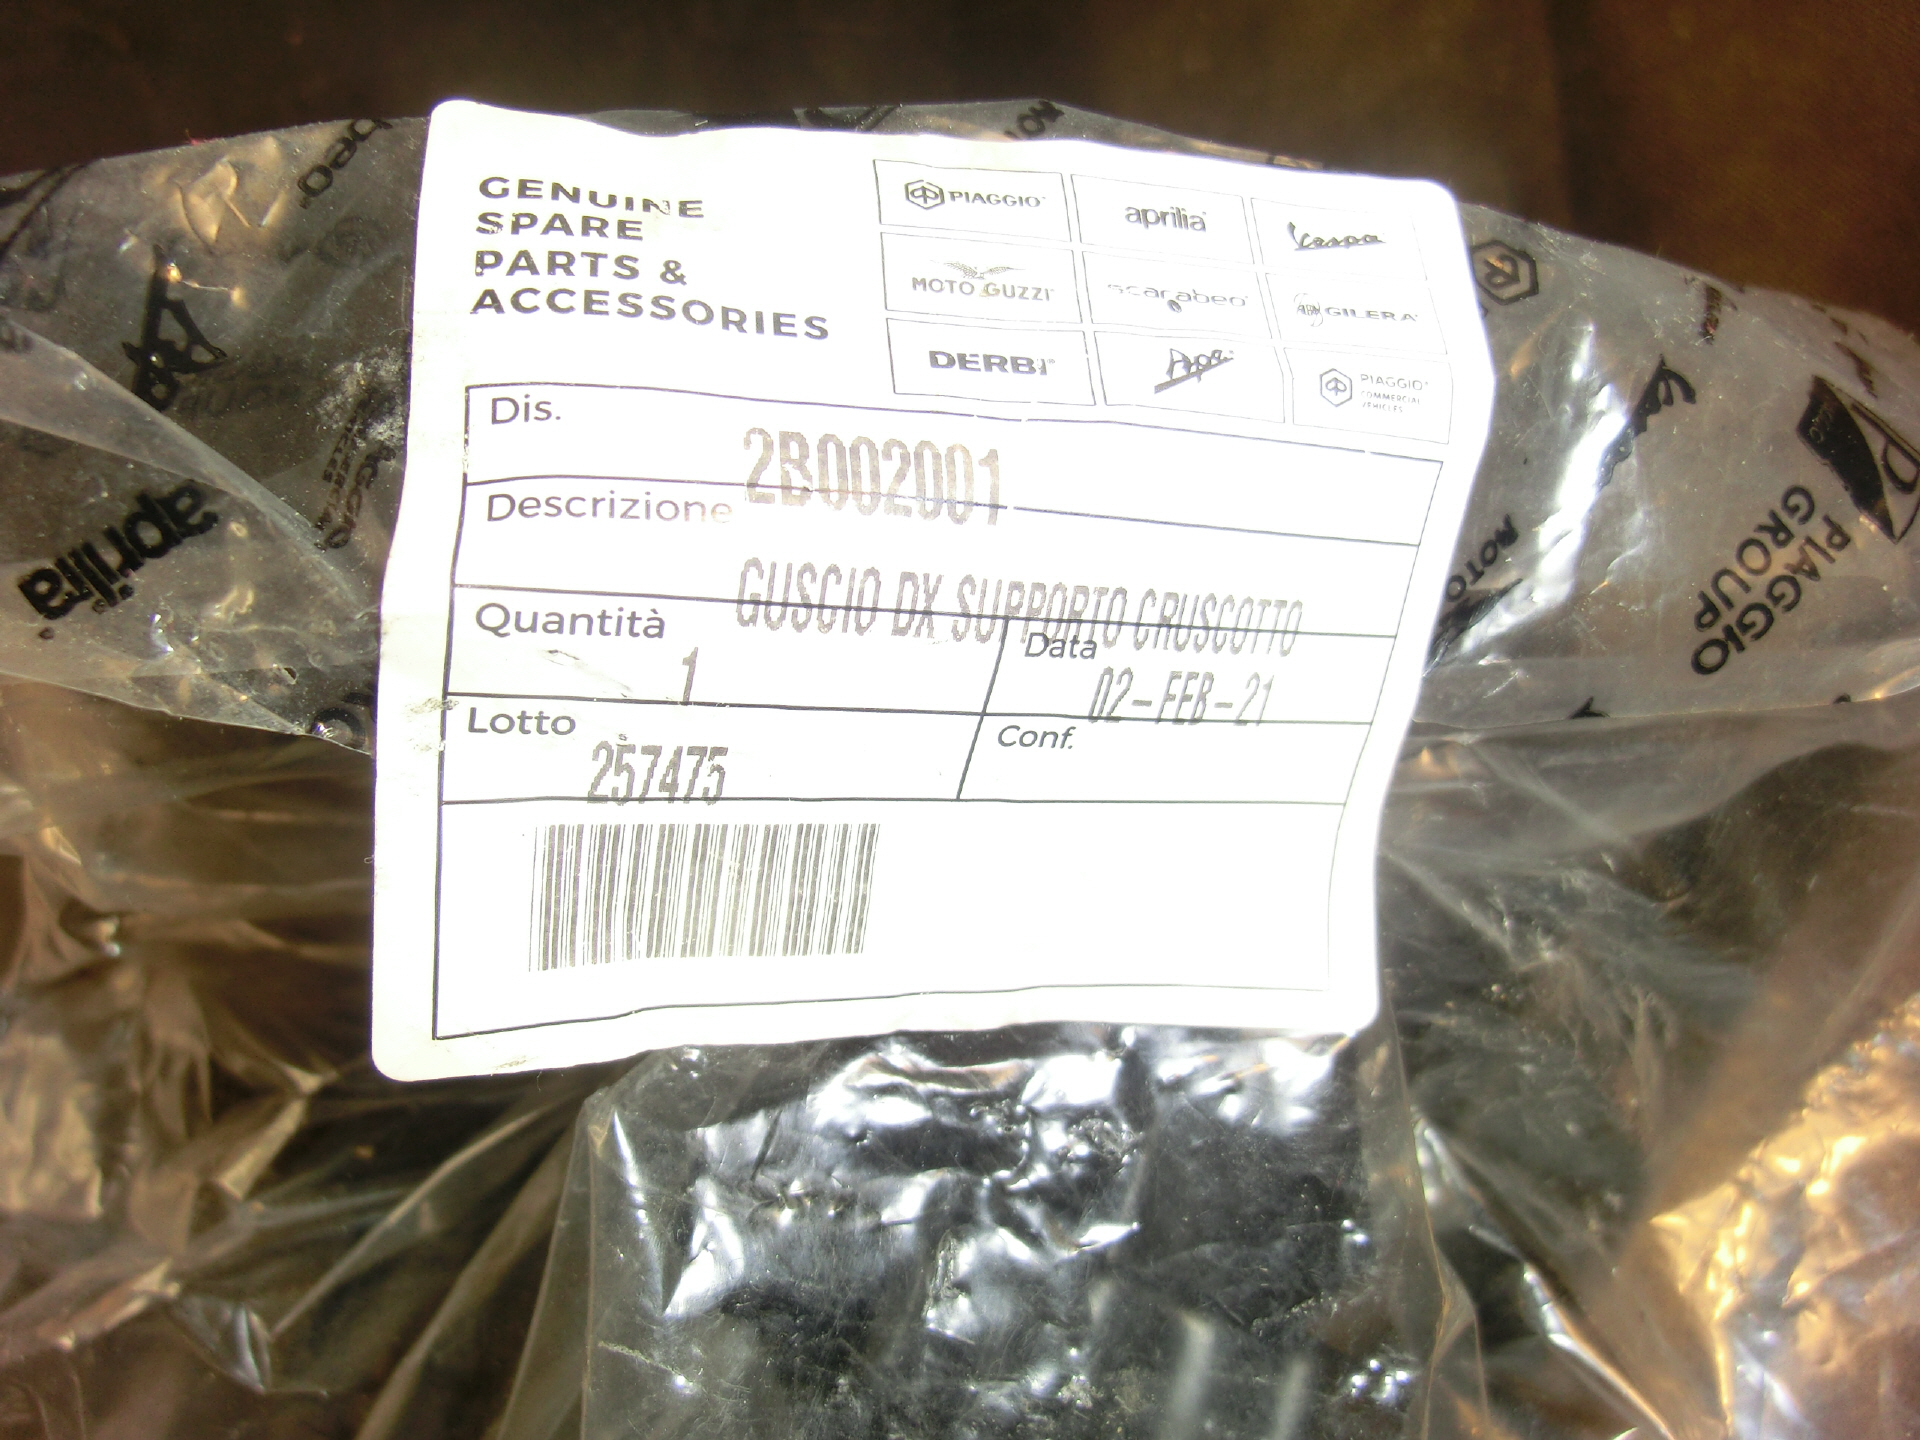 GENUINE
SPARE
PARTS &
ACCESSORIES
PIAGGIO
aprilia
Vespa
MOTO GUZZI
scarabeo
GILERA
DERBI
Ape
PIAGGIO
COMMERCIAL
VEHICLES
Dis.
2B002001
Descrizione
GUSCIO DX SUPPORTO CRUSCOTTO
Quantità
1
Data
02-FEB-21
Lotto
257475
Conf.
aprilia
PIAGGIO
GROUP
MOTO